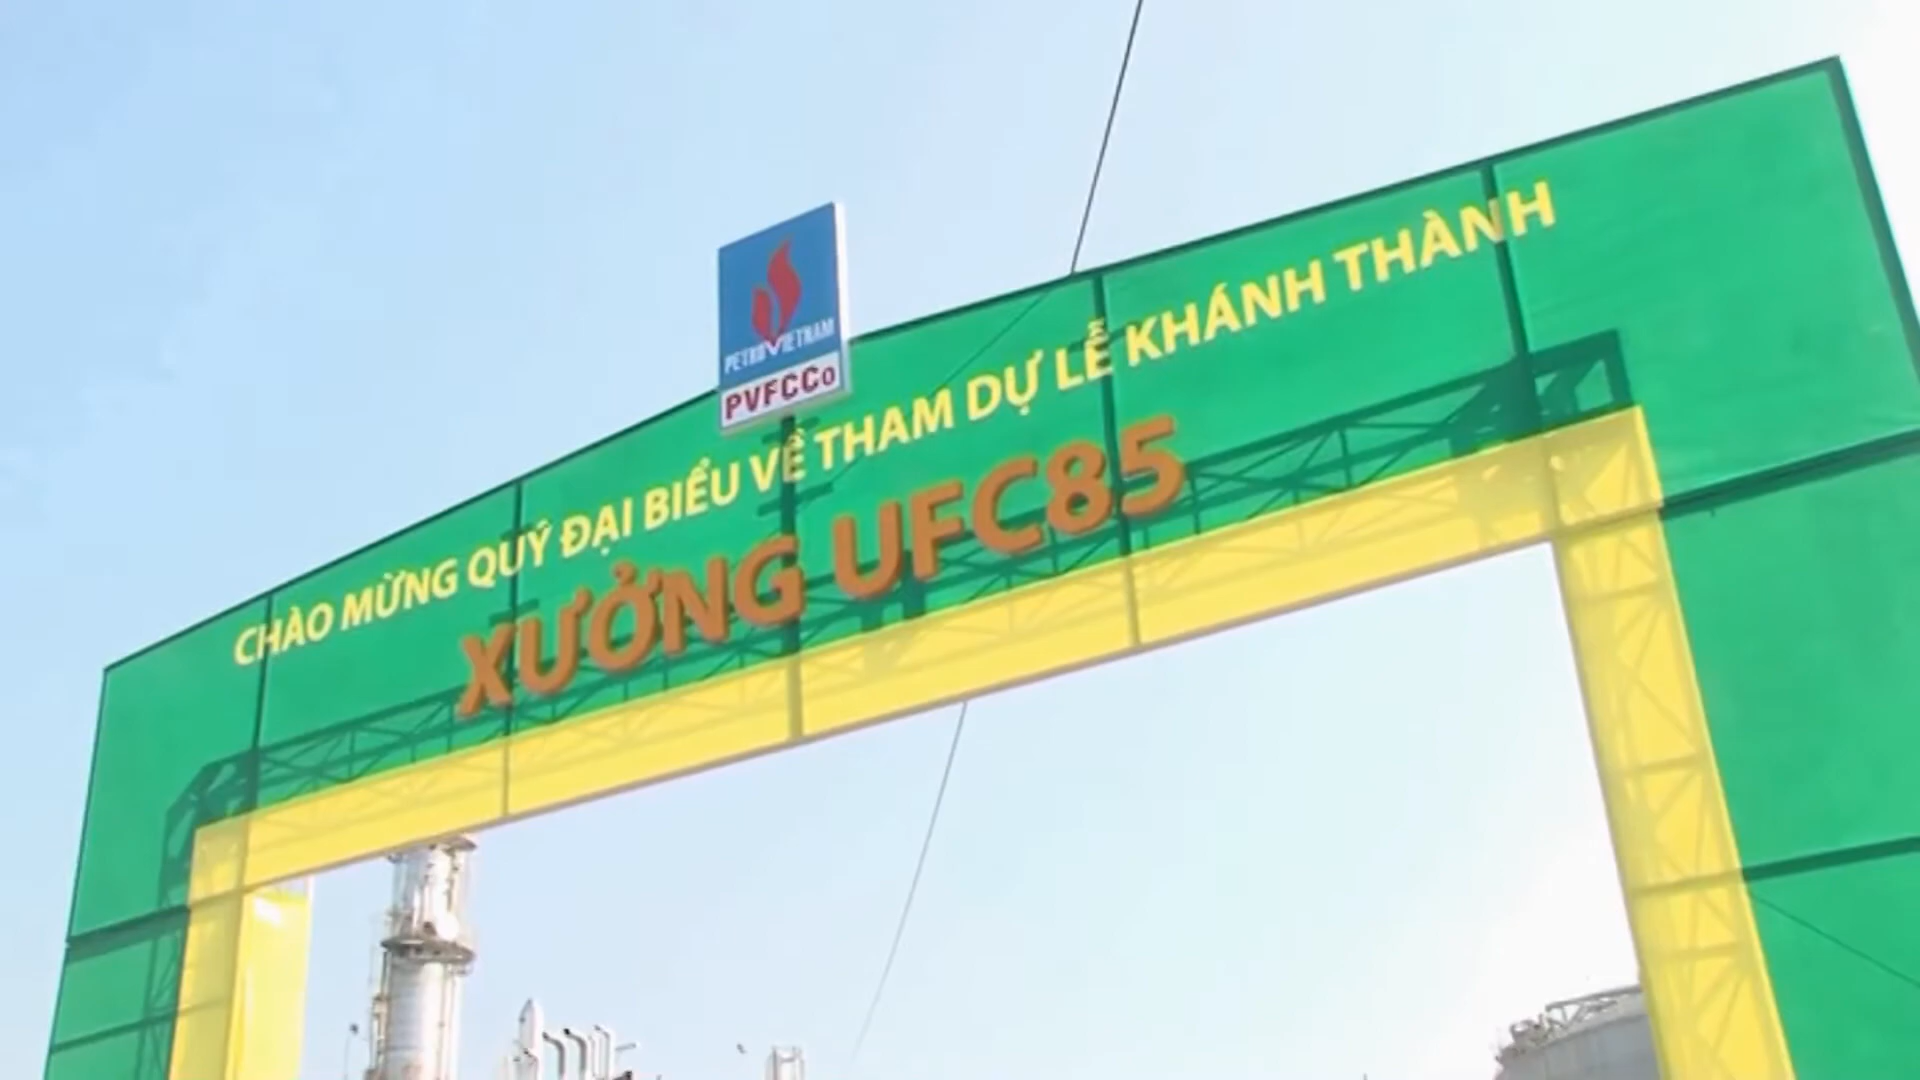 PETROVIETNAM
PVFCCo
CHÀO MỪNG QUÝ ĐẠI BIỂU VỀ THAM DỰ LỄ KHÁNH THÀNH
XƯỞNG UFC85